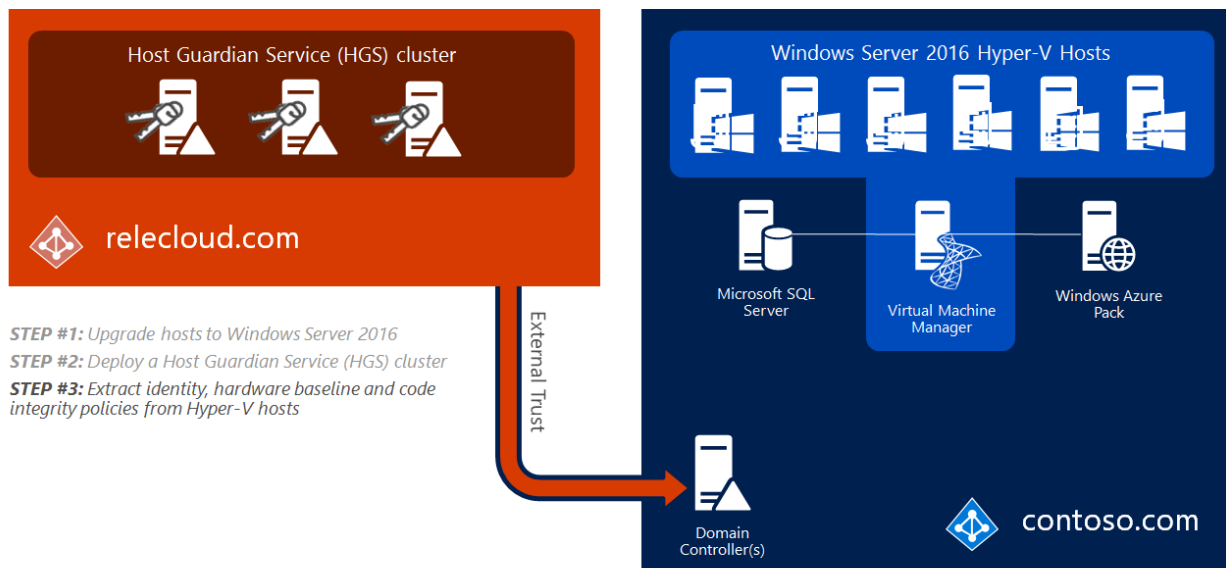 Host Guardian Service (HGS) cluster
relecloud.com
STEP #1: Upgrade hosts to Windows Server 2016
STEP #2: Deploy a Host Guardian Service (HGS) cluster
STEP #3: Extract identity, hardware baseline and code
integrity policies from Hyper-V hosts
External Trust
Windows Server 2016 Hyper-V Hosts
Microsoft SQL
Server
Virtual Machine
Manager
Windows Azure
Pack
Domain
Controller(s)
contoso.com